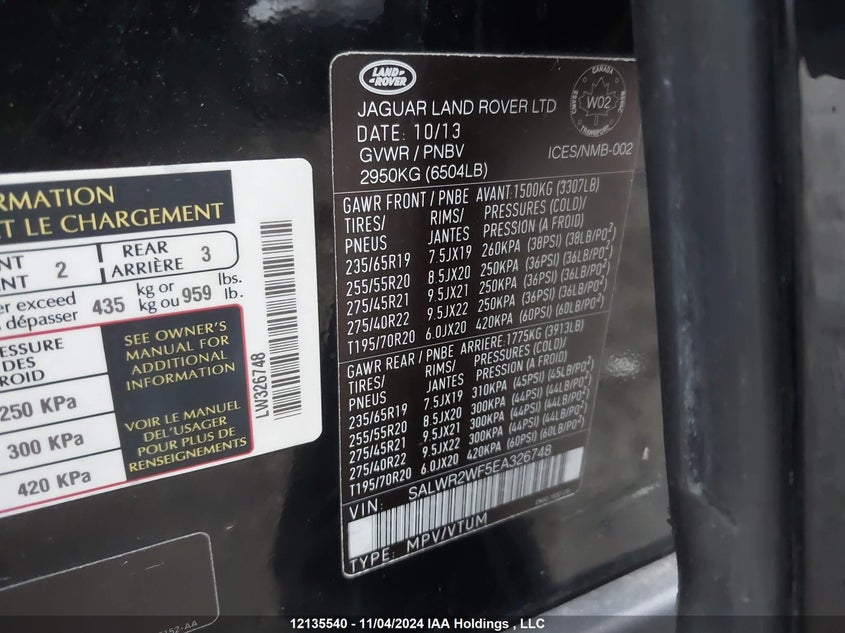 RMATION
T LE CHARGEMENT
NT
NT 2
REAR
ARRIÈRE 3
er exceed
dépasser 435 kg or
kg ou 959 lbs.
lb.
ESSURE
DES
ROID
250 KPa
300 KPa
420 KPa
SEE OWNER'S
MANUAL FOR
ADDITIONAL
INFORMATION
VOIR LE MANUEL
DEL'USAGER
POUR PLUS DE
RENSEIGNEMENTS
LW326748
152-AA
LAND
ROVER
JAGUAR LAND ROVER LTD
DATE: 10/13
GVWR / PNBV
2950KG (6504LB)
CANADA
W02
TRANSPORT
ICES/NMB-002
GAWR FRONT / PNBE AVANT:1500KG (3307LB)
TIRES/ RIMS/ PRESSURES (COLD)/
PNEUS JANTES PRESSION (A FROID)
235/65R19 7.5JX19 260KPA (38PSI) (38LB/PO²)
255/55R20 8.5JX20 250KPA (36PSI) (36LB/PO²)
275/45R21 9.5JX21 250KPA (36PSI) (36LB/PO²)
275/40R22 9.5JX22 250KPA (36PSI) (36LB/PO²)
T195/70R20 6.0JX20 420KPA (60PSI) (60LB/PO²)
GAWR REAR / PNBE ARRIERE:1775KG (3913LB)
TIRES/ RIMS/ PRESSURES (COLD)/
PNEUS JANTES PRESSION (A FROID)
235/65R19 7.5JX19 310KPA (45PSI) (45LB/PO²)
255/55R20 8.5JX20 300KPA (44PSI) (44LB/PO²)
275/45R21 9.5JX21 300KPA (44PSI) (44LB/PO²)
275/40R22 9.5JX22 300KPA (44PSI) (44LB/PO²)
T195/70R20 6.0JX20 420KPA (60PSI) (60LB/PO²)
VIN: SALWR2WF5EA326748
TYPE: MPV/VTUM
12135540 - 11/04/2024 IAA Holdings , LLC